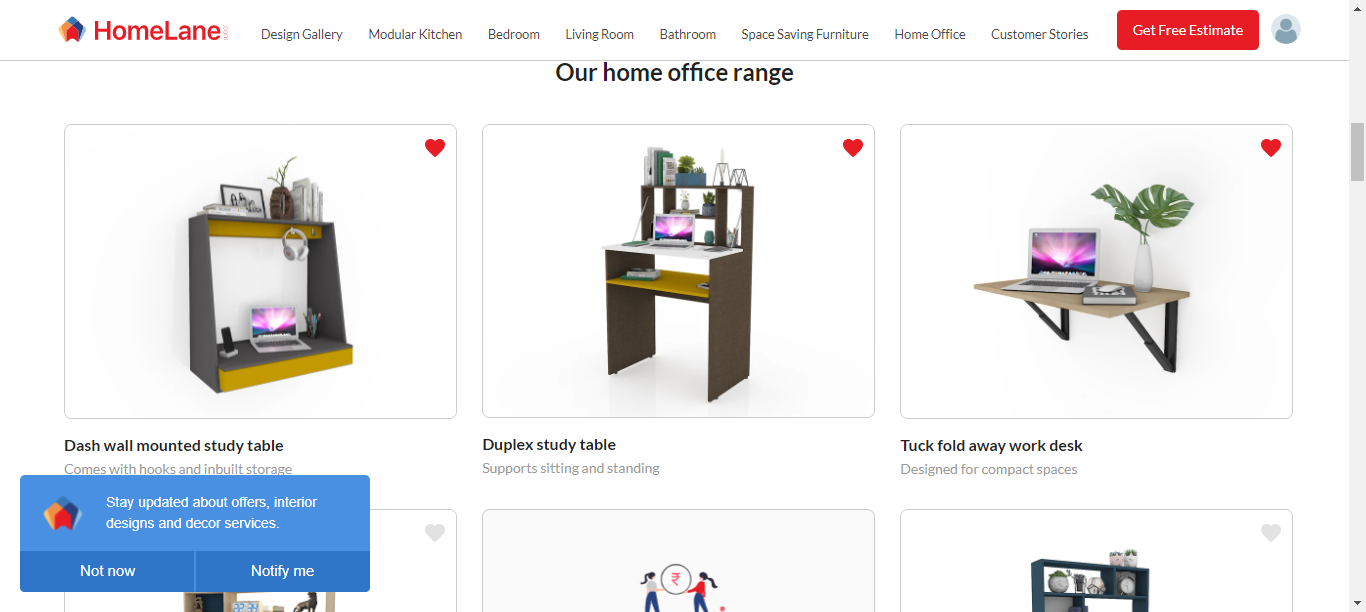 HomeLane
Design Gallery
Modular Kitchen
Bedroom
Living Room
Bathroom
Space Saving Furniture
Home Office
Customer Stories
Get Free Estimate
Our home office range
Dash wall mounted study table
Comes with hooks and inbuilt storage
Duplex study table
Supports sitting and standing
Tuck fold away work desk
Designed for compact spaces
Stay updated about offers, interior
designs and decor services.
Not now
Notify me
₹